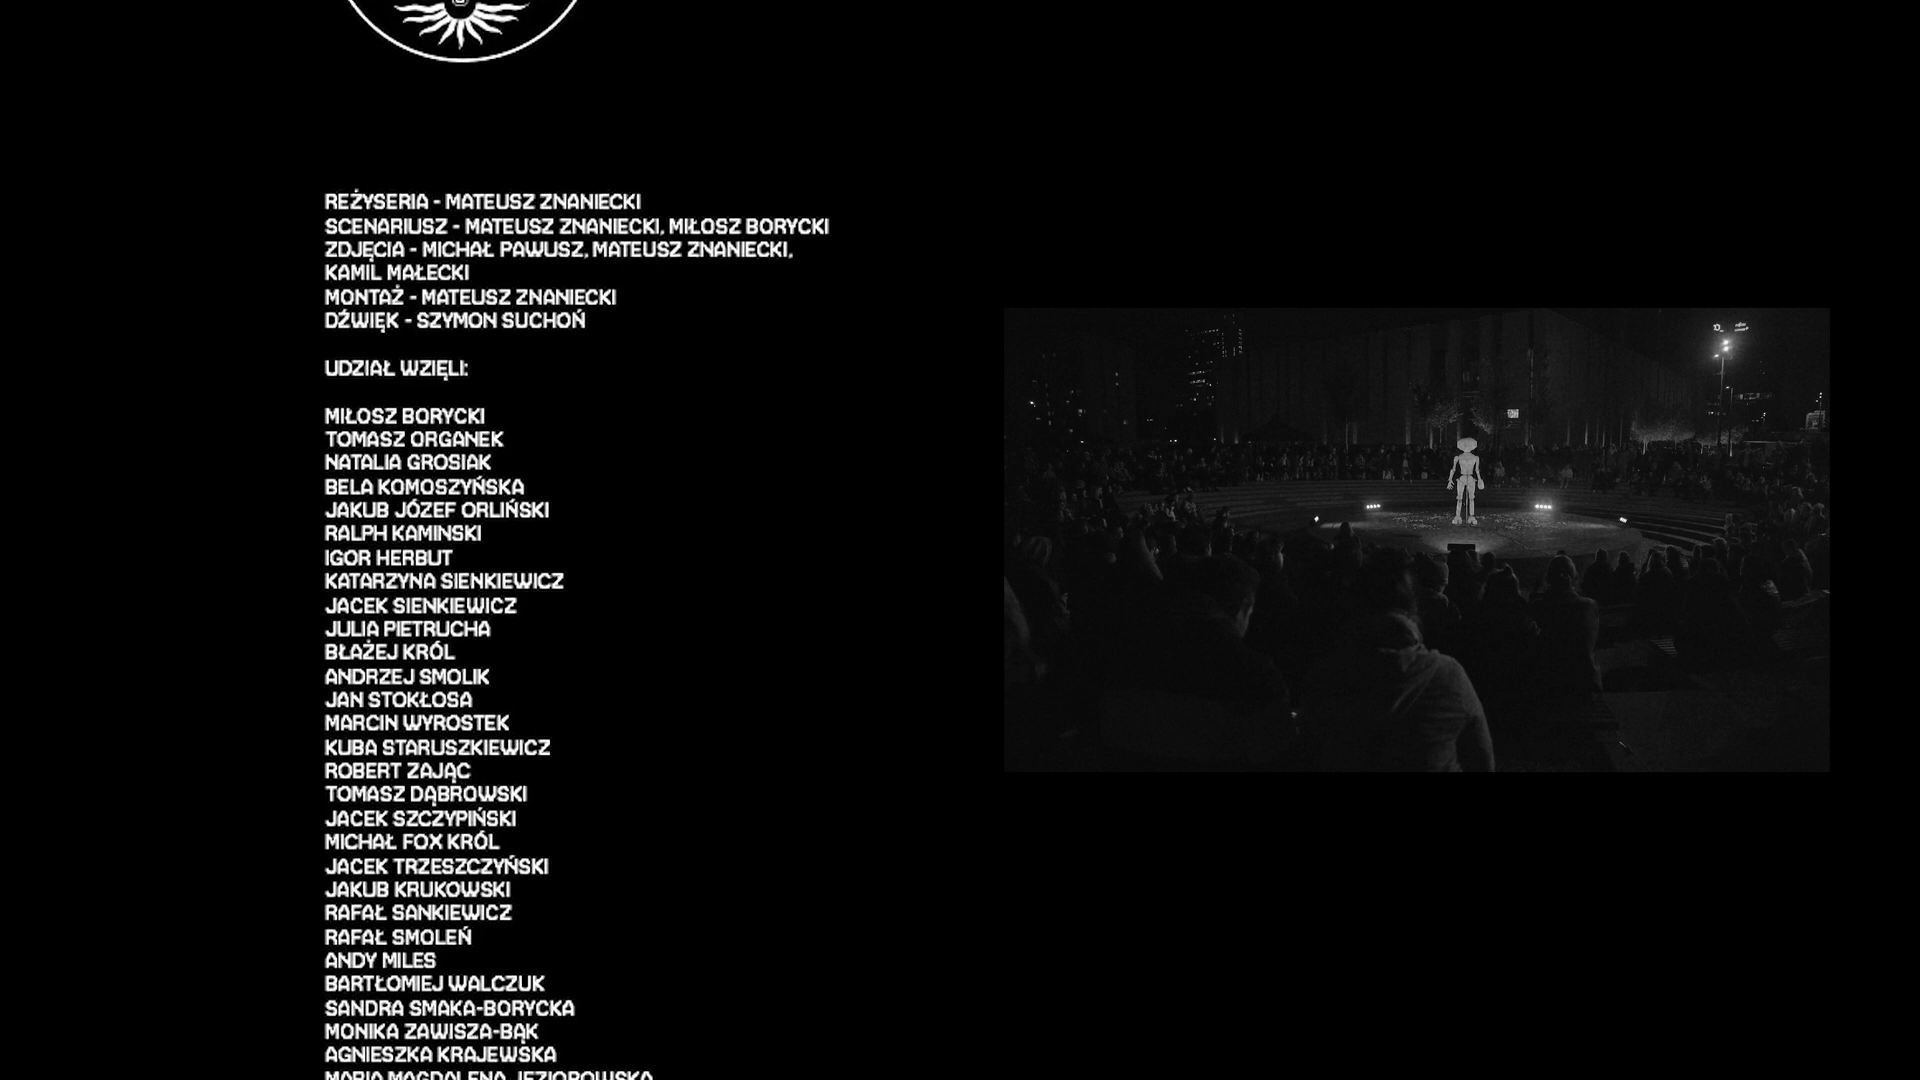 REŻYSERIA - MATEUSZ ZNANIECKI
SCENARIUSZ - MATEUSZ ZNANIECKI, MIŁOSZ BORYCKI
ZDJĘCIA - MICHAŁ PAWUSZ, MATEUSZ ZNANIECKI,
KAMIL MAŁECKI
MONTAŻ - MATEUSZ ZNANIECKI
DŹWIĘK - SZYMON SUCHOŃ
UDZIAŁ WZIĘLI:
MIŁOSZ BORYCKI
TOMASZ ORGANEK
NATALIA GROSIAK
BELA KOMOSZYŃSKA
JAKUB JÓZEF ORLIŃSKI
RALPH KAMINSKI
IGOR HERBUT
KATARZYNA SIENKIEWICZ
JACEK SIENKIEWICZ
JULIA PIETRUCHA
BŁAŻEJ KRÓL
ANDRZEJ SMOLIK
JAN STOKŁOSA
MARCIN WYROSTEK
KUBA STARUSZKIEWICZ
ROBERT ZAJĄC
TOMASZ DĄBROWSKI
JACEK SZCZYPIŃSKI
MICHAŁ FOX KRÓL
JACEK TRZESZCZYŃSKI
JAKUB KRUKOWSKI
RAFAŁ SANKIEWICZ
RAFAŁ SMOLEŃ
ANDY MILES
BARTŁOMIEJ WALCZUK
SANDRA SMAKA-BORYCKA
MONIKA ZAWISZA-BĄK
AGNIESZKA KRAJEWSKA
MARIA MAGDALENA JEZIOROWSKA